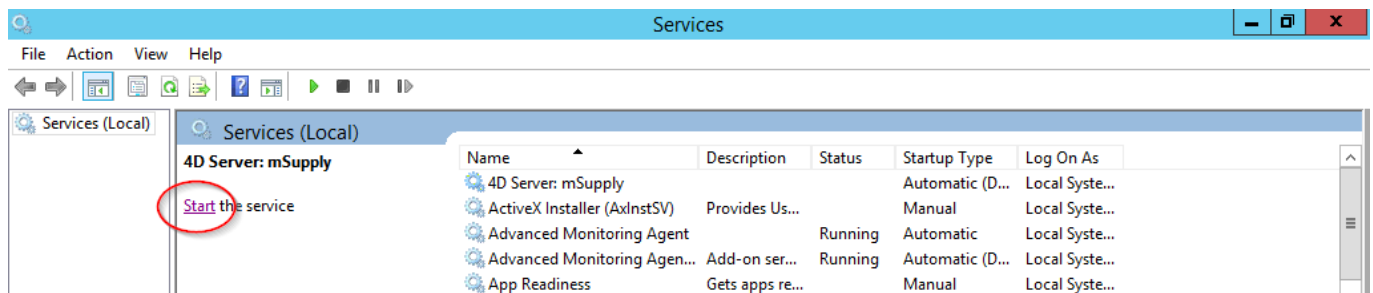 Services
File Action View Help
Services (Local)
Services (Local)
4D Server: mSupply
Start the service
Name Description Status Startup Type Log On As
4D Server: mSupply Automatic (D... Local Syste...
ActiveX Installer (AxInstSV) Provides Us... Manual Local Syste...
Advanced Monitoring Agent Running Automatic Local Syste...
Advanced Monitoring Agen... Add-on ser... Running Automatic (D... Local Syste...
App Readiness Gets apps re... Manual Local Syste...